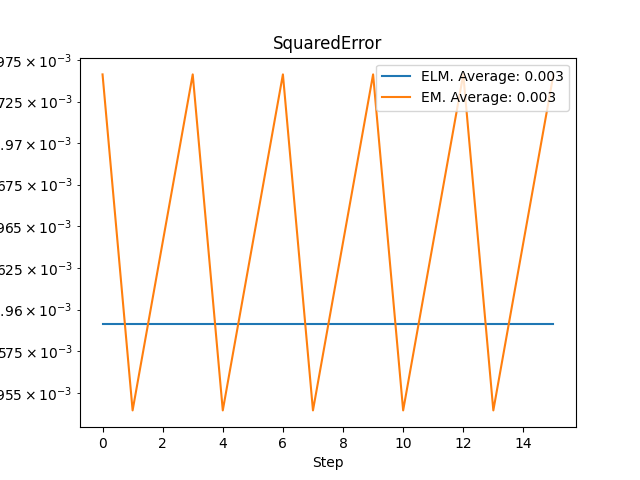 SquaredError
975 × 10⁻³
725 × 10⁻³
.97 × 10⁻³
675 × 10⁻³
965 × 10⁻³
625 × 10⁻³
.96 × 10⁻³
575 × 10⁻³
955 × 10⁻³
ELM. Average: 0.003
EM. Average: 0.003
0 2 4 6 8 10 12 14
Step